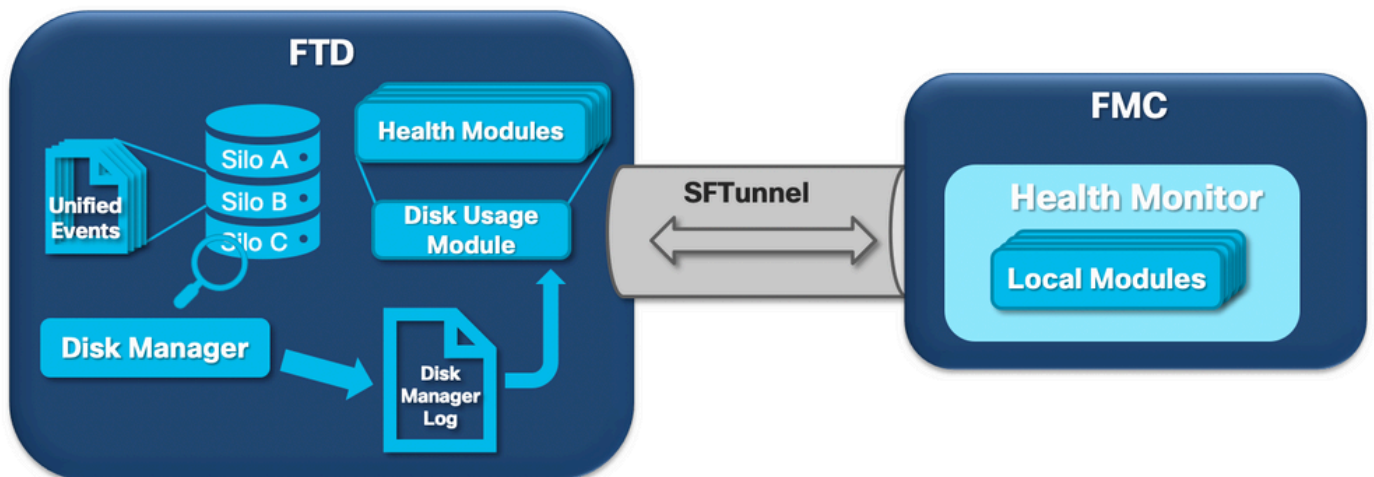 FTD
Unified
Events
Silo A
Silo B
Silo C
Health Modules
Disk Usage
Module
Disk Manager
Disk
Manager
Log
SFTunnel
FMC
Health Monitor
Local Modules